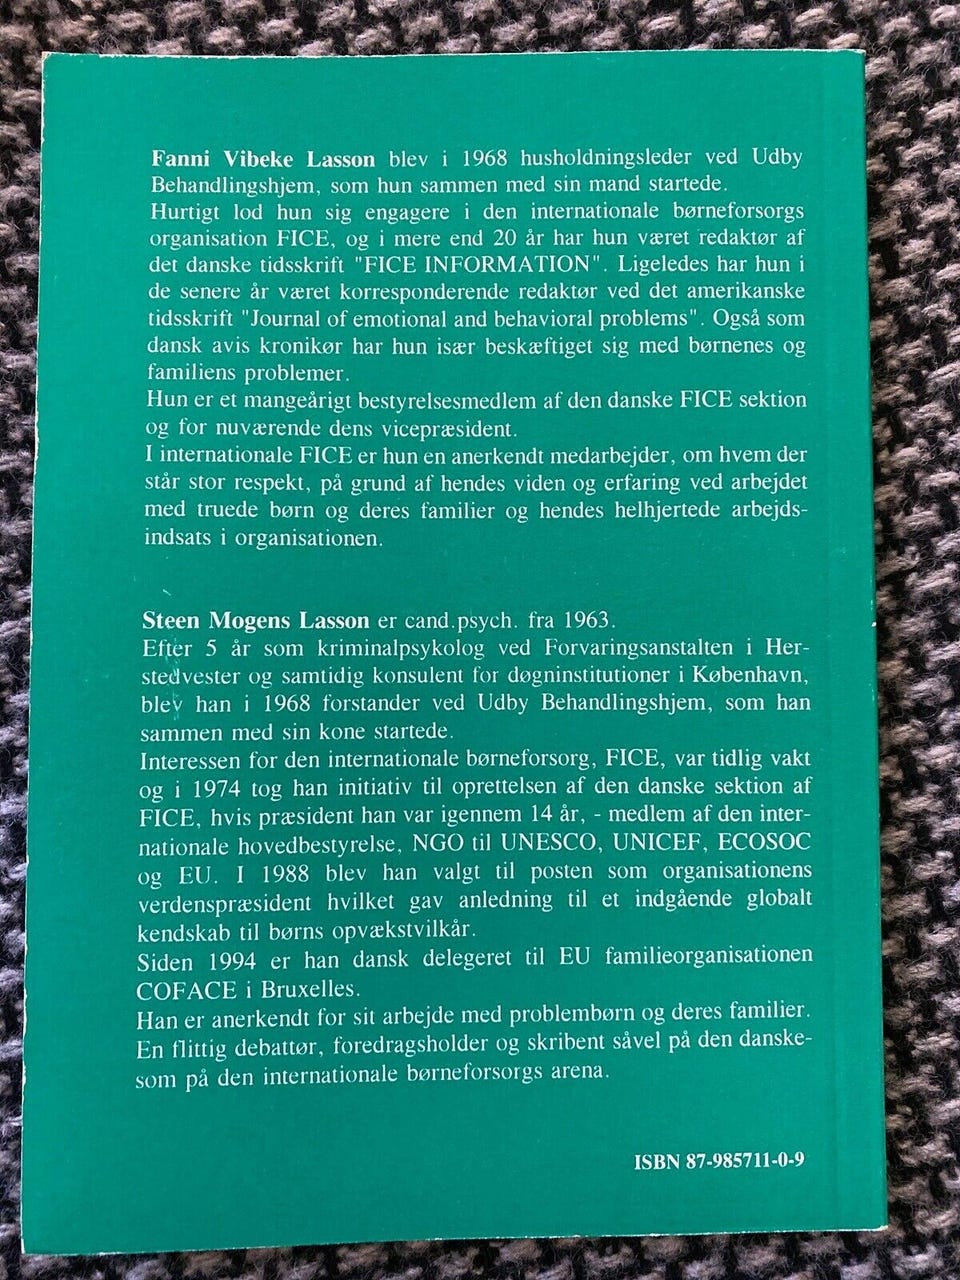 Fanni Vibeke Lasson blev i 1968 husholdningsleder ved Udby
Behandlingshjem, som hun sammen med sin mand startede.
Hurtigt lod hun sig engagere i den internationale børneforsorgs
organisation FICE, og i mere end 20 år har hun været redaktør af
det danske tidsskrift "FICE INFORMATION". Ligeledes har hun i
de senere år været korresponderende redaktør ved det amerikanske
tidsskrift "Journal of emotional and behavioral problems". Også som
dansk avis kronikør har hun især beskæftiget sig med børnenes og
familiens problemer.
Hun er et mangeårigt bestyrelsesmedlem af den danske FICE sektion
og for nuværende dens vicepræsident.
I internationale FICE er hun en anerkendt medarbejder, om hvem der
står stor respekt, på grund af hendes viden og erfaring ved arbejdet
med truede børn og deres familier og hendes helhjertede arbejds-
indsats i organisationen.
Steen Mogens Lasson er cand.psych. fra 1963.
Efter 5 år som kriminalpsykolog ved Forvaringsanstalten i Her-
stedvester og samtidig konsulent for døgninstitutioner i København,
blev han i 1968 forstander ved Udby Behandlingshjem, som han
sammen med sin kone startede.
Interessen for den internationale børneforsorg, FICE, var tidlig vakt
og i 1974 tog han initiativ til oprettelsen af den danske sektion af
FICE, hvis præsident han var igennem 14 år, - medlem af den inter-
nationale hovedbestyrelse, NGO til UNESCO, UNICEF, ECOSOC
og EU. I 1988 blev han valgt til posten som organisationens
verdenspræsident hvilket gav anledning til et indgående globalt
kendskab til børns opvækstvilkår.
Siden 1994 er han dansk delegeret til EU familieorganisationen
COFACE i Bruxelles.
Han er anerkendt for sit arbejde med problembørn og deres familier.
En flittig debattør, foredragsholder og skribent såvel på den danske-
som på den internationale børneforsorgs arena.
ISBN 87-985711-0-9